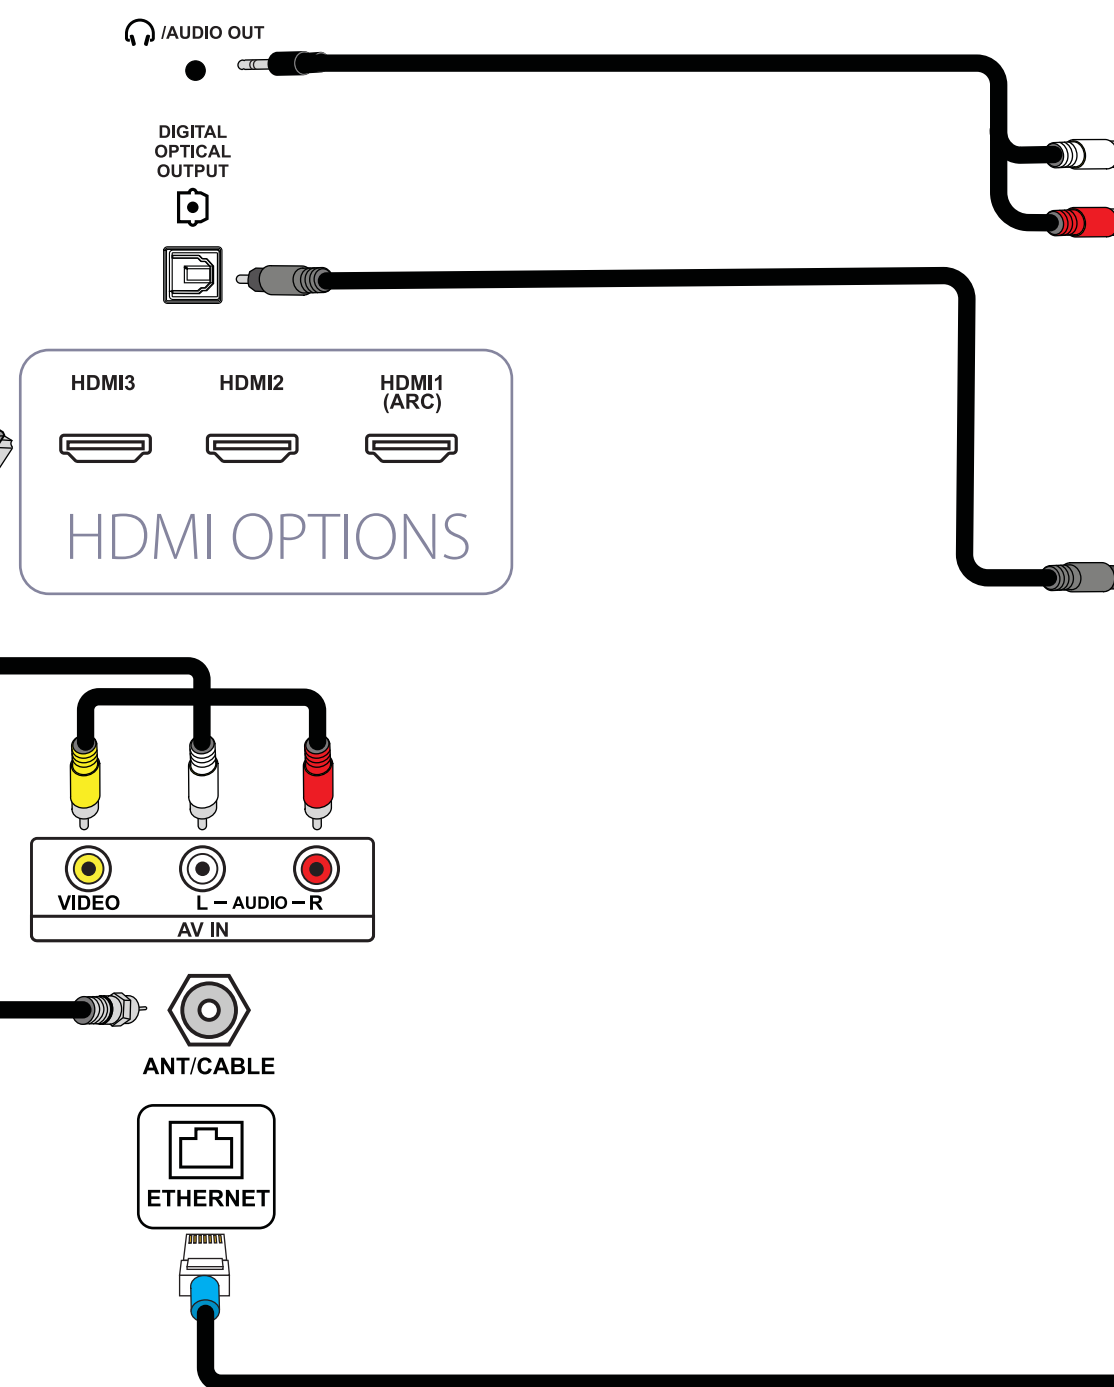 /AUDIO OUT
DIGITAL
OPTICAL
OUTPUT
HDMI3 HDMI2 HDMI1
(ARC)
HDMI OPTIONS
VIDEO L – AUDIO – R
AV IN
ANT/CABLE
ETHERNET